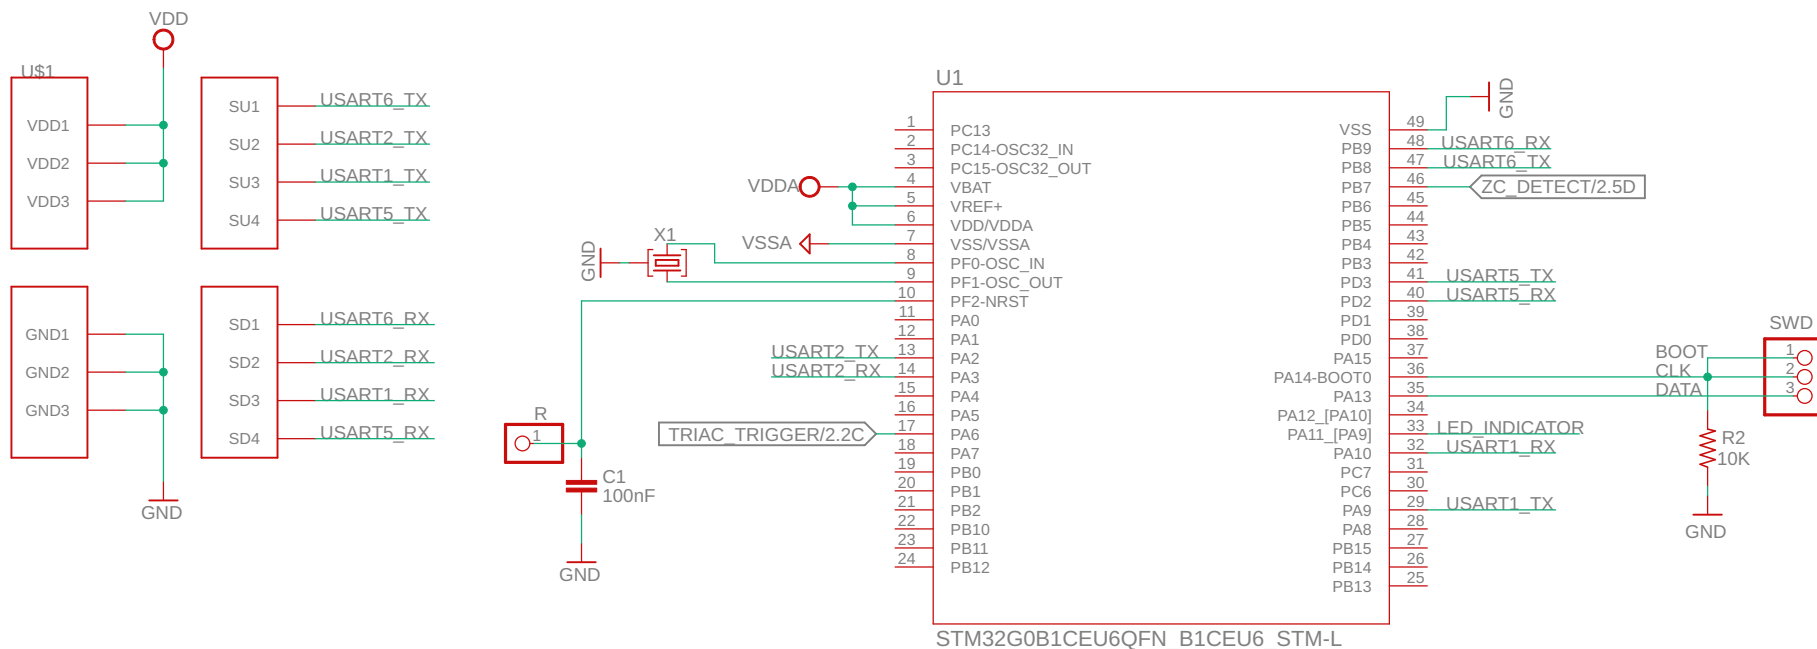 VDD
U$1
VDD1
VDD2
VDD3
SU1 USART6_TX
SU2 USART2_TX
SU3 USART1_TX
SU4 USART5_TX
GND1
GND2
GND3
GND
SD1 USART6_RX
SD2 USART2_RX
SD3 USART1_RX
SD4 USART5_RX
R
1
C1
100nF
GND
GND
X1
VDDA
VSSA
USART2_TX
USART2_RX
TRIAC_TRIGGER/2.2C
U1
1 PC13
2 PC14-OSC32_IN
3 PC15-OSC32_OUT
4 VBAT
5 VREF+
6 VDD/VDDA
7 VSS/VSSA
8 PF0-OSC_IN
9 PF1-OSC_OUT
10 PF2-NRST
11 PA0
12 PA1
13 PA2
14 PA3
15 PA4
16 PA5
17 PA6
18 PA7
19 PB0
20 PB1
21 PB2
22 PB10
23 PB11
24 PB12
VSS 49
PB9 48 USART6_RX
PB8 47 USART6_TX
PB7 46 ZC_DETECT/2.5D
PB6 45
PB5 44
PB4 43
PB3 42
PD3 41 USART5_TX
PD2 40 USART5_RX
PD1 39
PD0 38
PA15 37
PA14-BOOT0 36
PA13 35
PA12_[PA10] 34
PA11_[PA9] 33 LED_INDICATOR
PA10 32 USART1_RX
PC7 31
PC6 30
PA9 29 USART1_TX
PA8 28
PB15 27
PB14 26
PB13 25
STM32G0B1CEU6QFN_B1CEU6_STM-L
GND
SWD
BOOT 1
CLK 2
DATA 3
R2
10K
GND